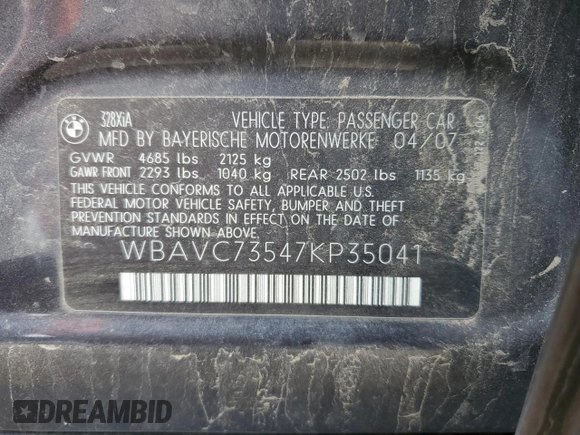 BMW
328XiA VEHICLE TYPE: PASSENGER CAR
MFD BY BAYERISCHE MOTORENWERKE 04/07
GVWR 4685 lbs 2125 kg
GAWR FRONT 2293 lbs 1040 kg REAR 2502 lbs 1135 kg
THIS VEHICLE CONFORMS TO ALL APPLICABLE U.S.
FEDERAL MOTOR VEHICLE SAFETY, BUMPER AND THEFT
PREVENTION STANDARDS IN EFFECT ON THE DATE OF
MANUFACTURE SHOWN ABOVE.
WBAVC73547KP35041
DREAMBID